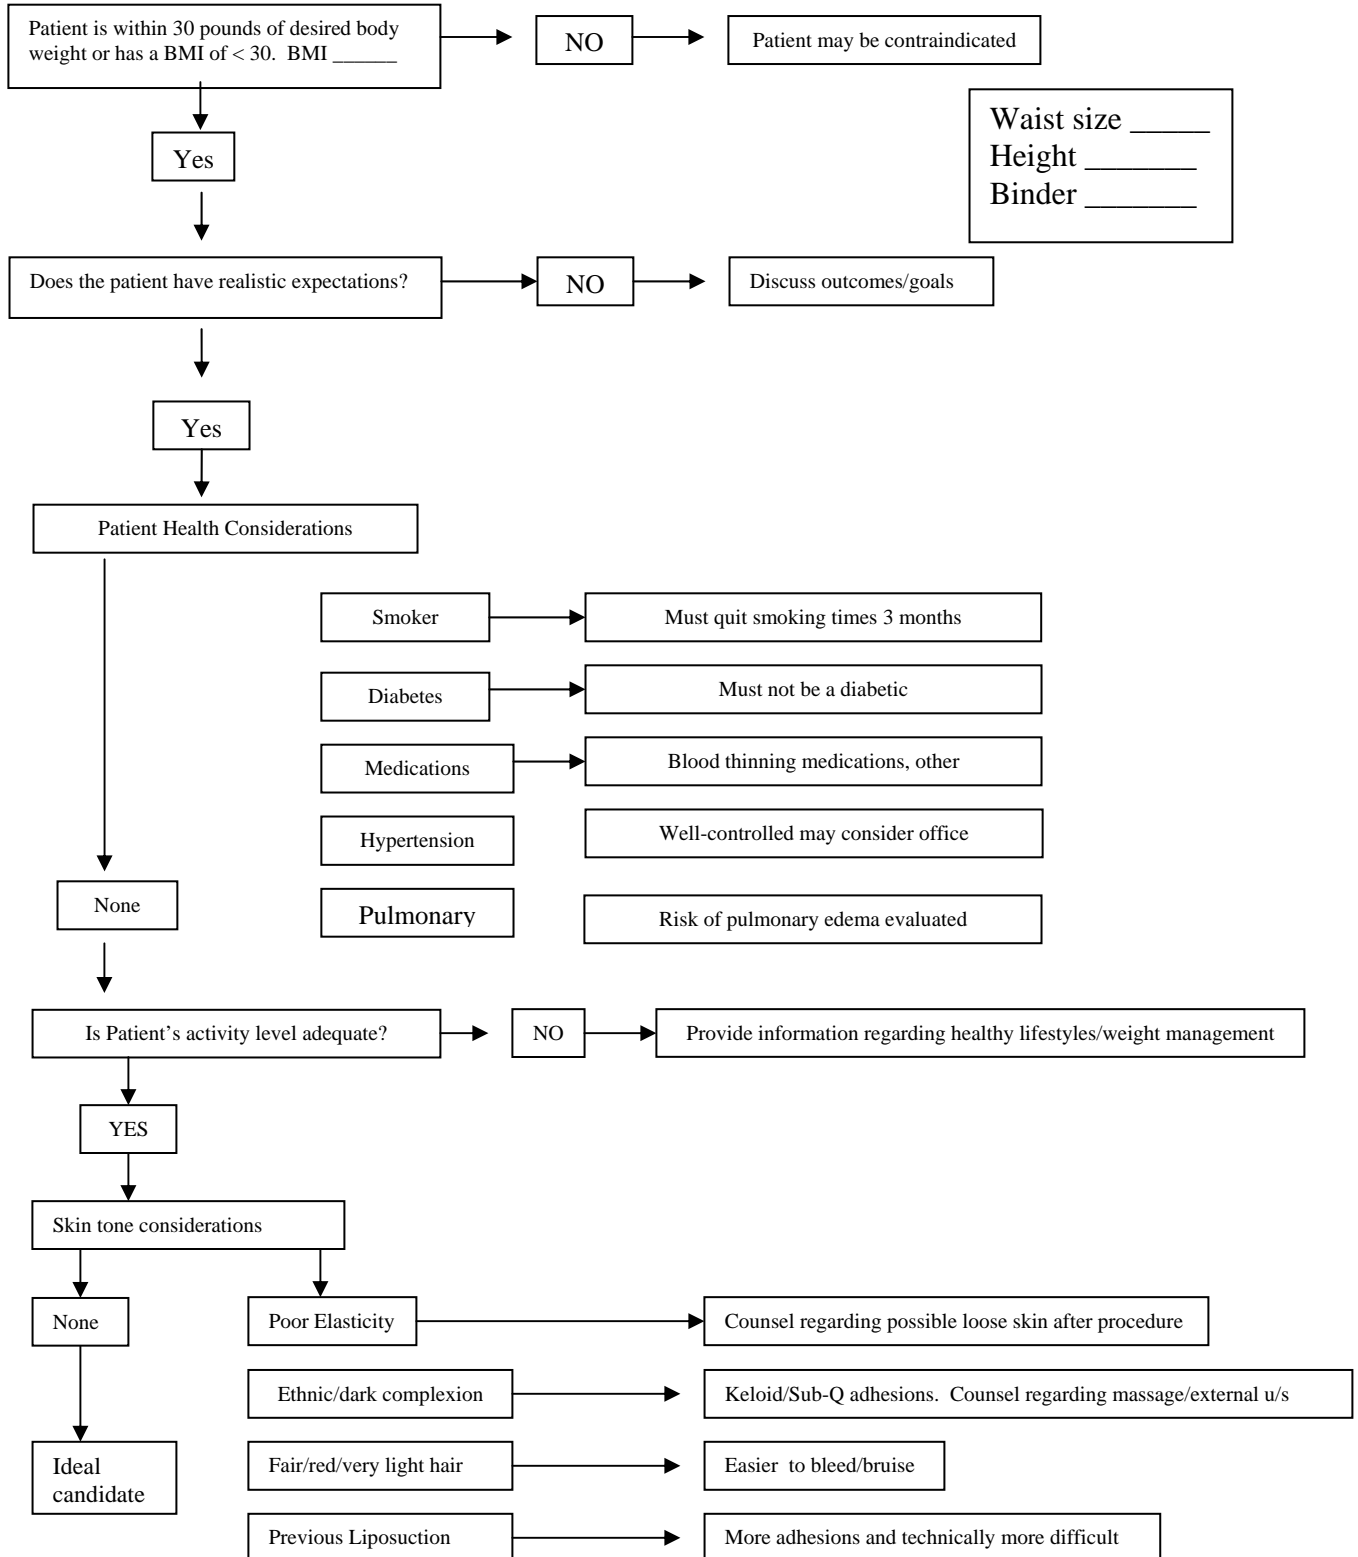 Patient is within 30 pounds of desired body
weight or has a BMI of < 30.  BMI ______
NO
Patient may be contraindicated
Waist size _____
Height _______
Binder _______
Yes
Does the patient have realistic expectations?
NO
Discuss outcomes/goals
Yes
Patient Health Considerations
Smoker
Must quit smoking times 3 months
Diabetes
Must not be a diabetic
Medications
Blood thinning medications, other
Hypertension
Well-controlled may consider office
None
Pulmonary
Risk of pulmonary edema evaluated
Is Patient’s activity level adequate?
NO
Provide information regarding healthy lifestyles/weight management
YES
Skin tone considerations
None
Poor Elasticity
Counsel regarding possible loose skin after procedure
Ethnic/dark complexion
Keloid/Sub-Q adhesions.  Counsel regarding massage/external u/s
Ideal
candidate
Fair/red/very light hair
Easier  to bleed/bruise
Previous Liposuction
More adhesions and technically more difficult